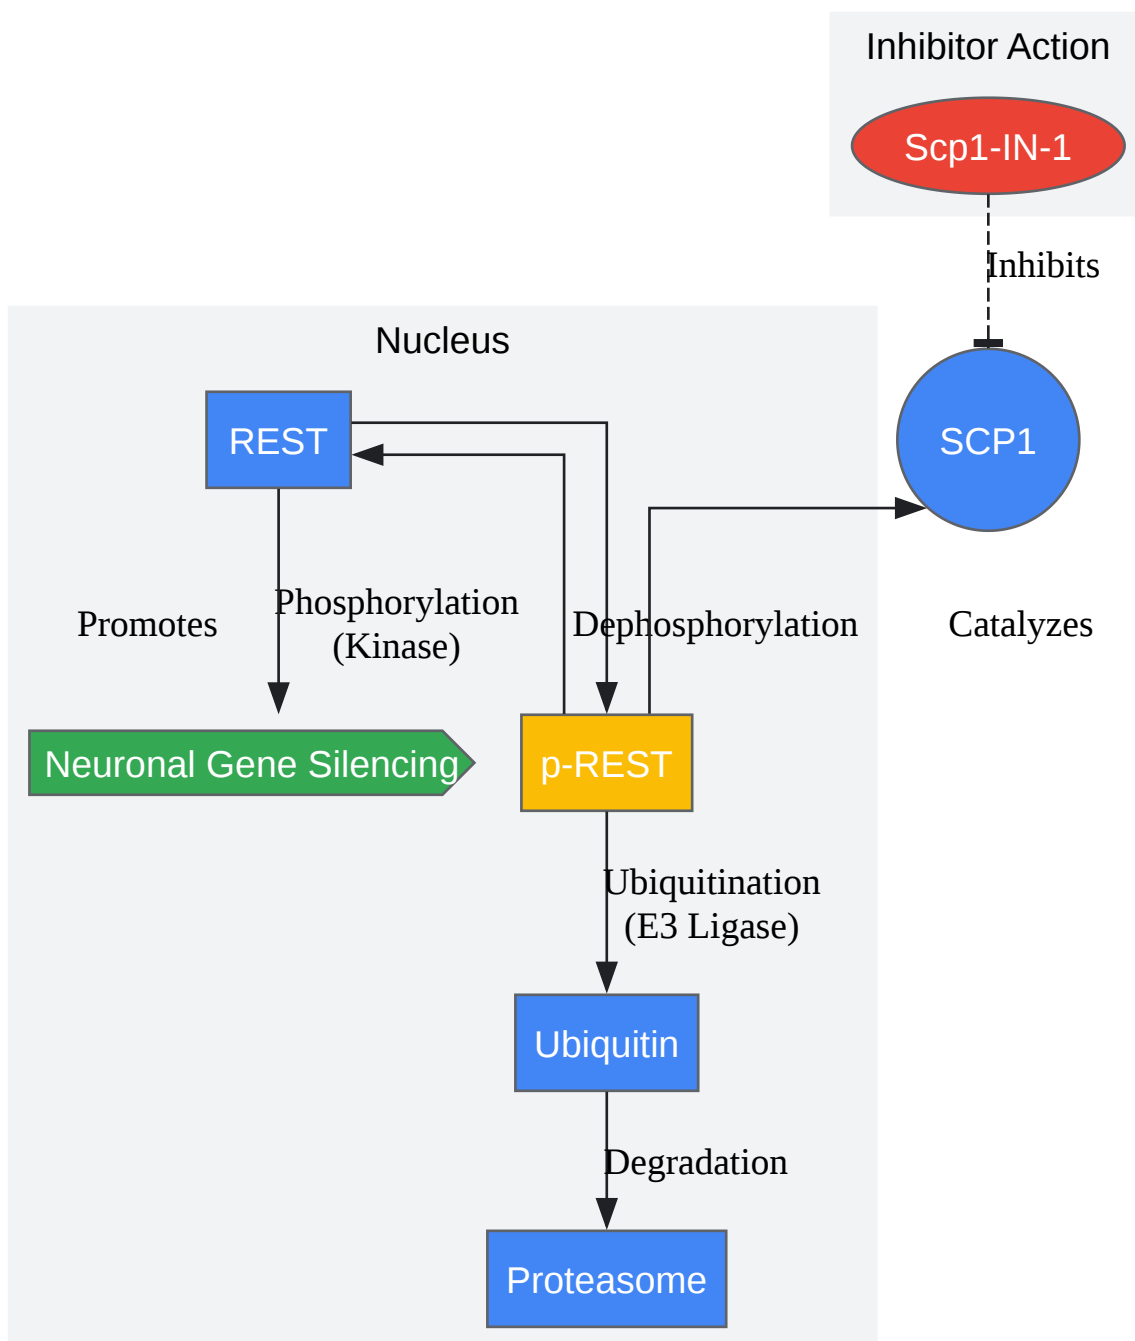 Inhibitor Action
Scp1-IN-1
Inhibits
Nucleus
REST
SCP1
Promotes
Phosphorylation
(Kinase)
Dephosphorylation
Catalyzes
Neuronal Gene Silencing
p-REST
Ubiquitination
(E3 Ligase)
Ubiquitin
Degradation
Proteasome